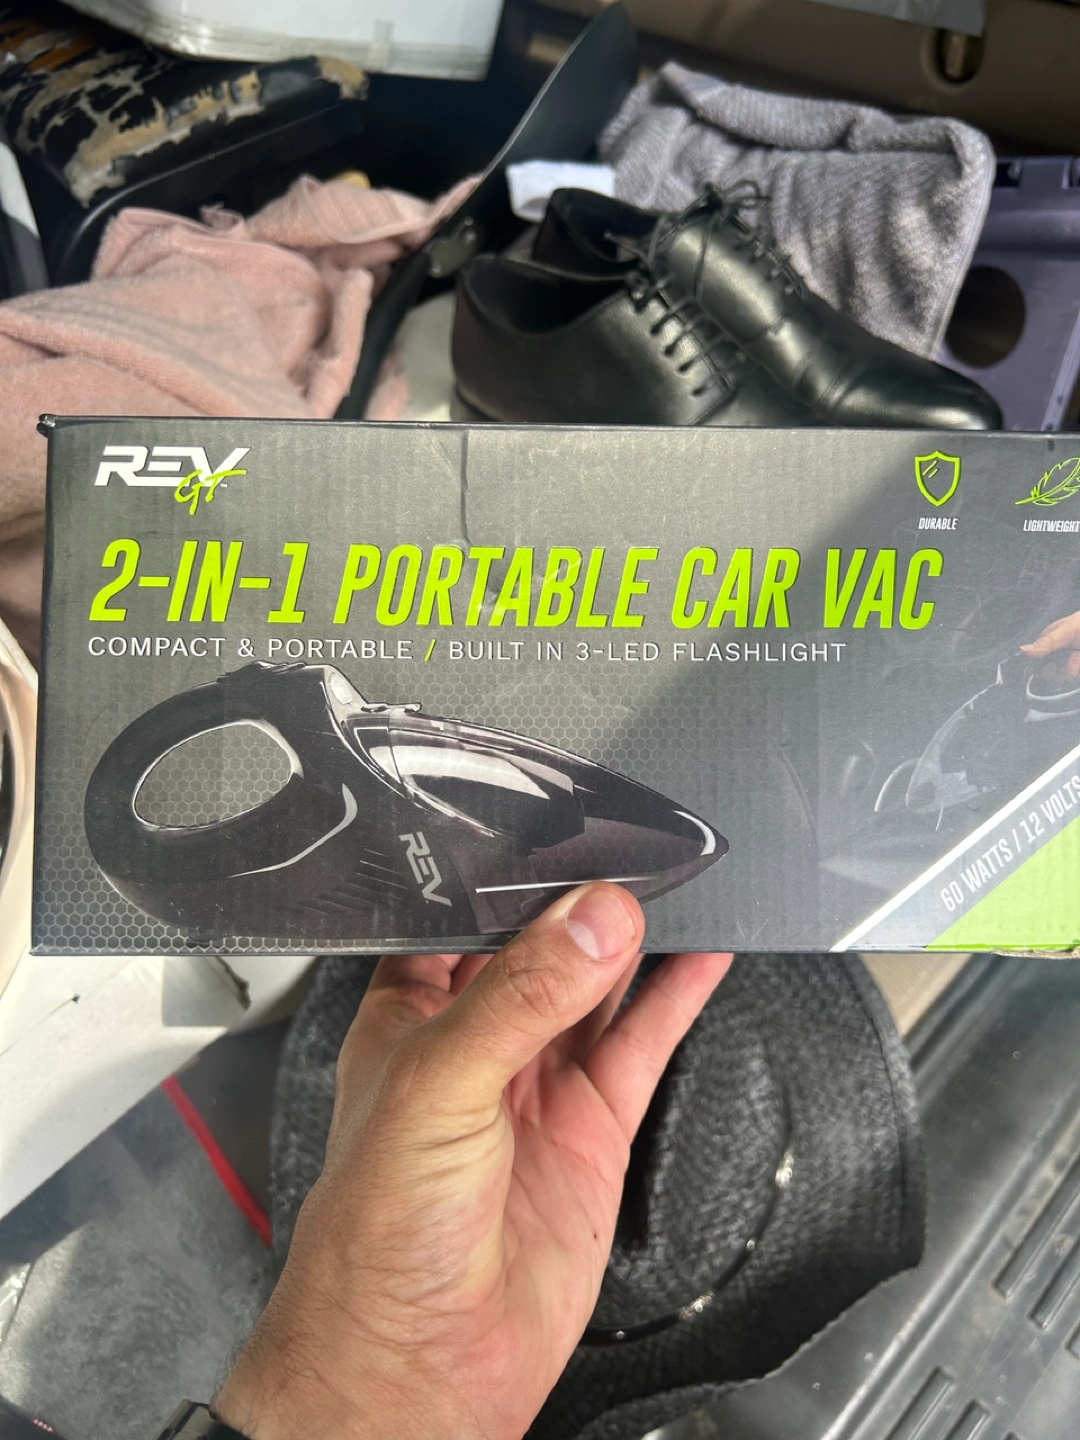 REV
GT
DURABLE
LIGHTWEIGHT
2-IN-1 PORTABLE CAR VAC
COMPACT & PORTABLE / BUILT IN 3-LED FLASHLIGHT
REV
60 WATTS / 12 VOLTS